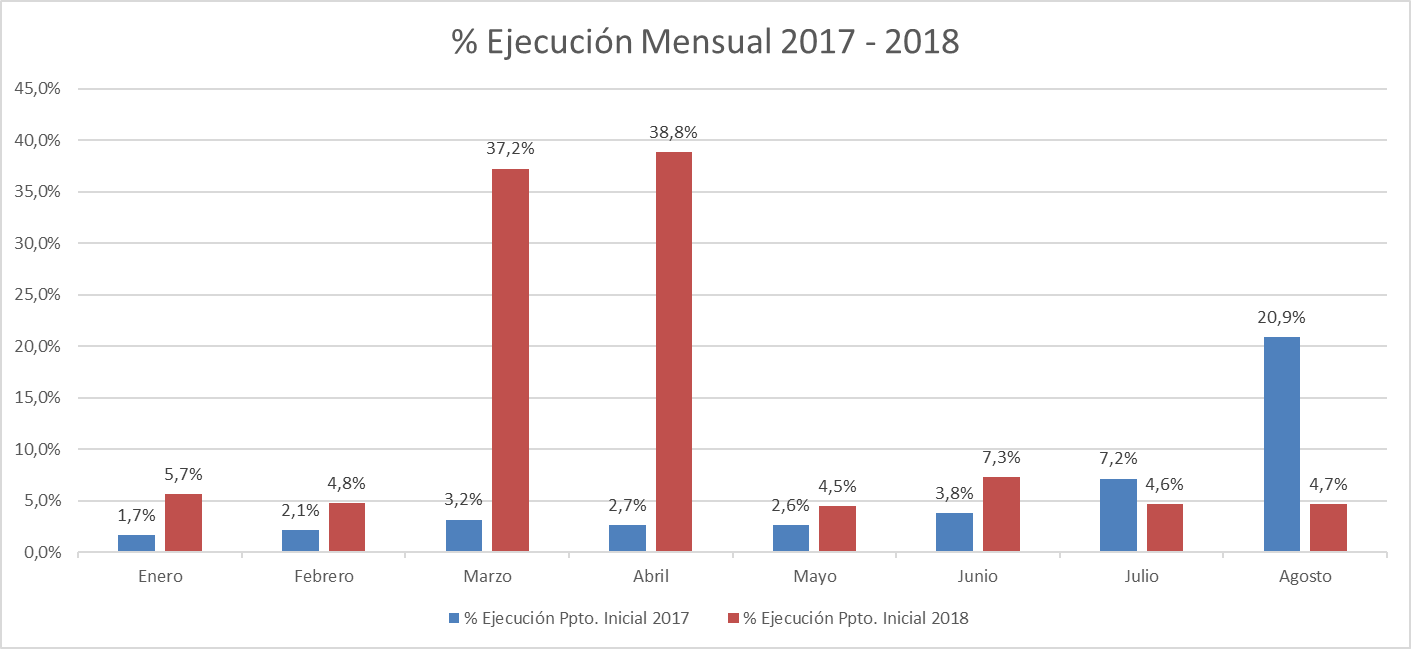 % Ejecución Mensual 2017 - 2018
45,0%
40,0%
35,0%
30,0%
25,0%
20,0%
15,0%
10,0%
5,0%
0,0%
1,7%
5,7%
2,1%
4,8%
3,2%
37,2%
2,7%
38,8%
2,6%
4,5%
3,8%
7,3%
7,2%
4,6%
20,9%
4,7%
Enero
Febrero
Marzo
Abril
Mayo
Junio
Julio
Agosto
% Ejecución Ppto. Inicial 2017
% Ejecución Ppto. Inicial 2018